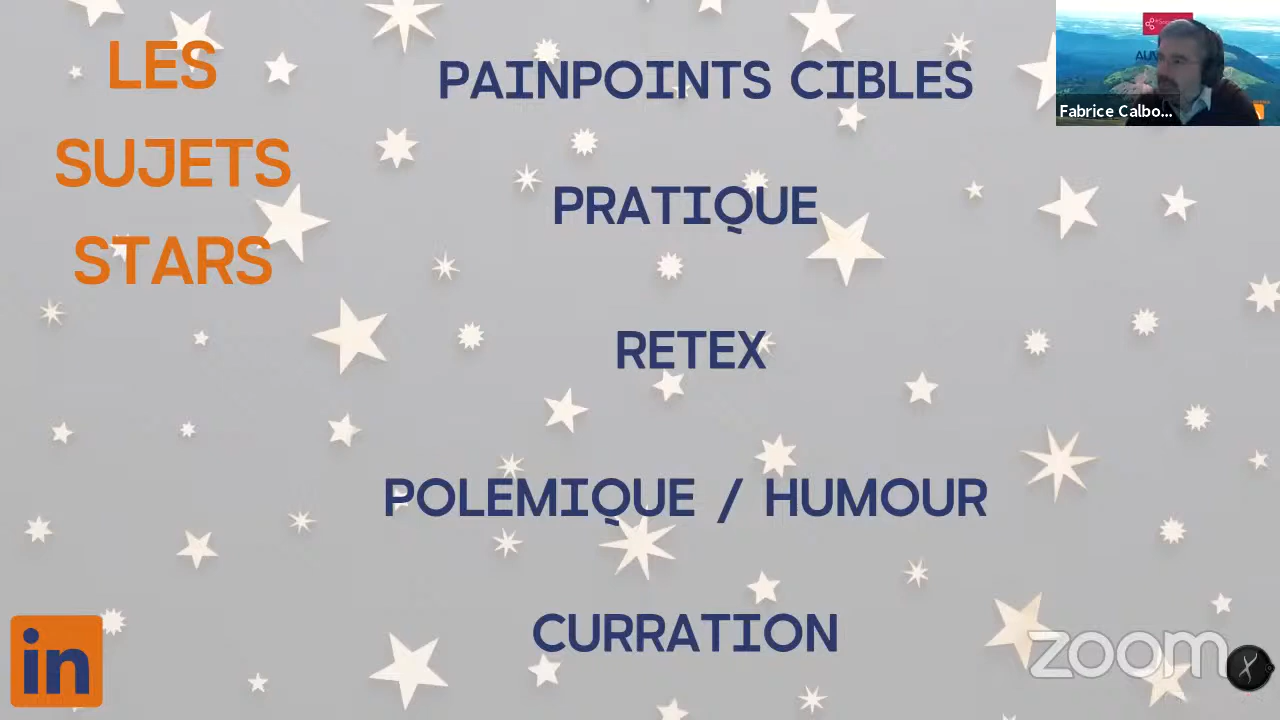 LES
SUJETS
STARS
PAINPOINTS CIBLES
PRATIQUE
RETEX
POLEMIQUE / HUMOUR
CURRATION
Fabrice Calbo...
in
zoom